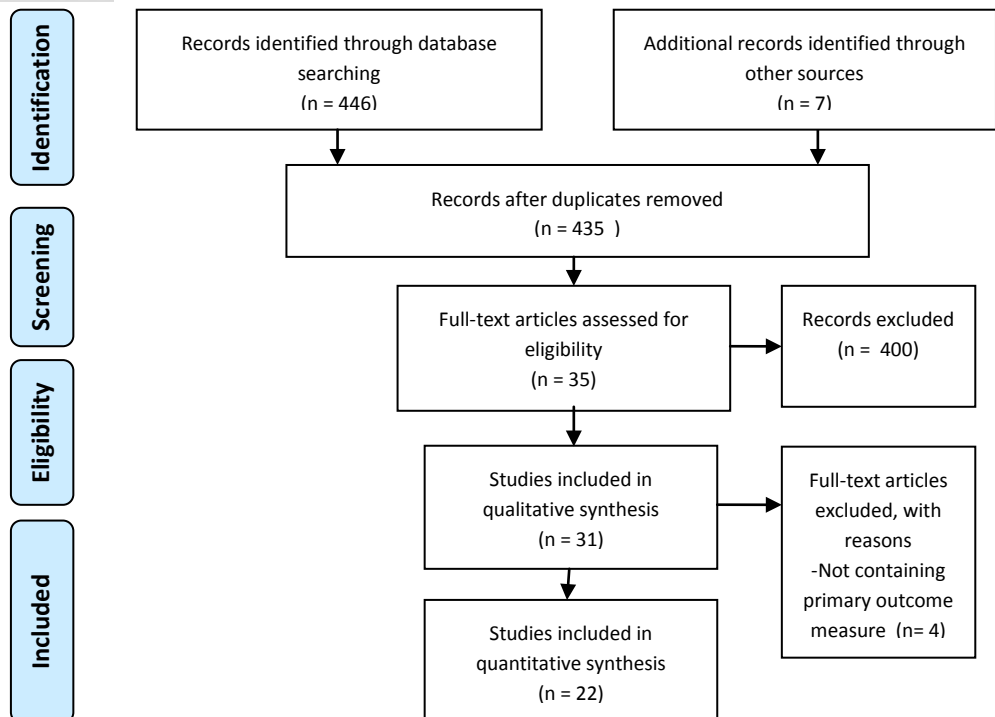 Identification
Records identified through database
searching
(n = 446)
Additional records identified through
other sources
(n = 7)
Records after duplicates removed
(n = 435 )
Screening
Full-text articles assessed for
eligibility
(n = 35)
Records excluded
(n = 400)
Eligibility
Studies included in
qualitative synthesis
(n = 31)
Full-text articles
excluded, with
reasons
-Not containing
primary outcome
measure (n= 4)
Included
Studies included in
quantitative synthesis
(n = 22)